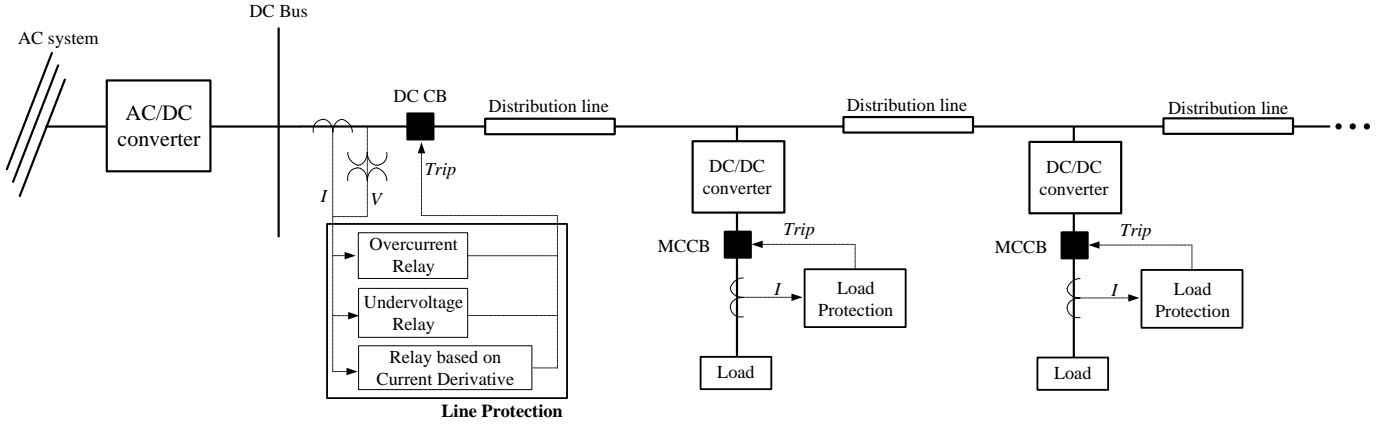 DC Bus
AC system
AC/DC
converter
DC CB
Distribution line
Distribution line
Distribution line
I
V
Trip
Overcurrent
Relay
Undervoltage
Relay
Relay based on
Current Derivative
Line Protection
DC/DC
converter
MCCB
Trip
I
Load
Protection
Load
DC/DC
converter
MCCB
Trip
I
Load
Protection
Load